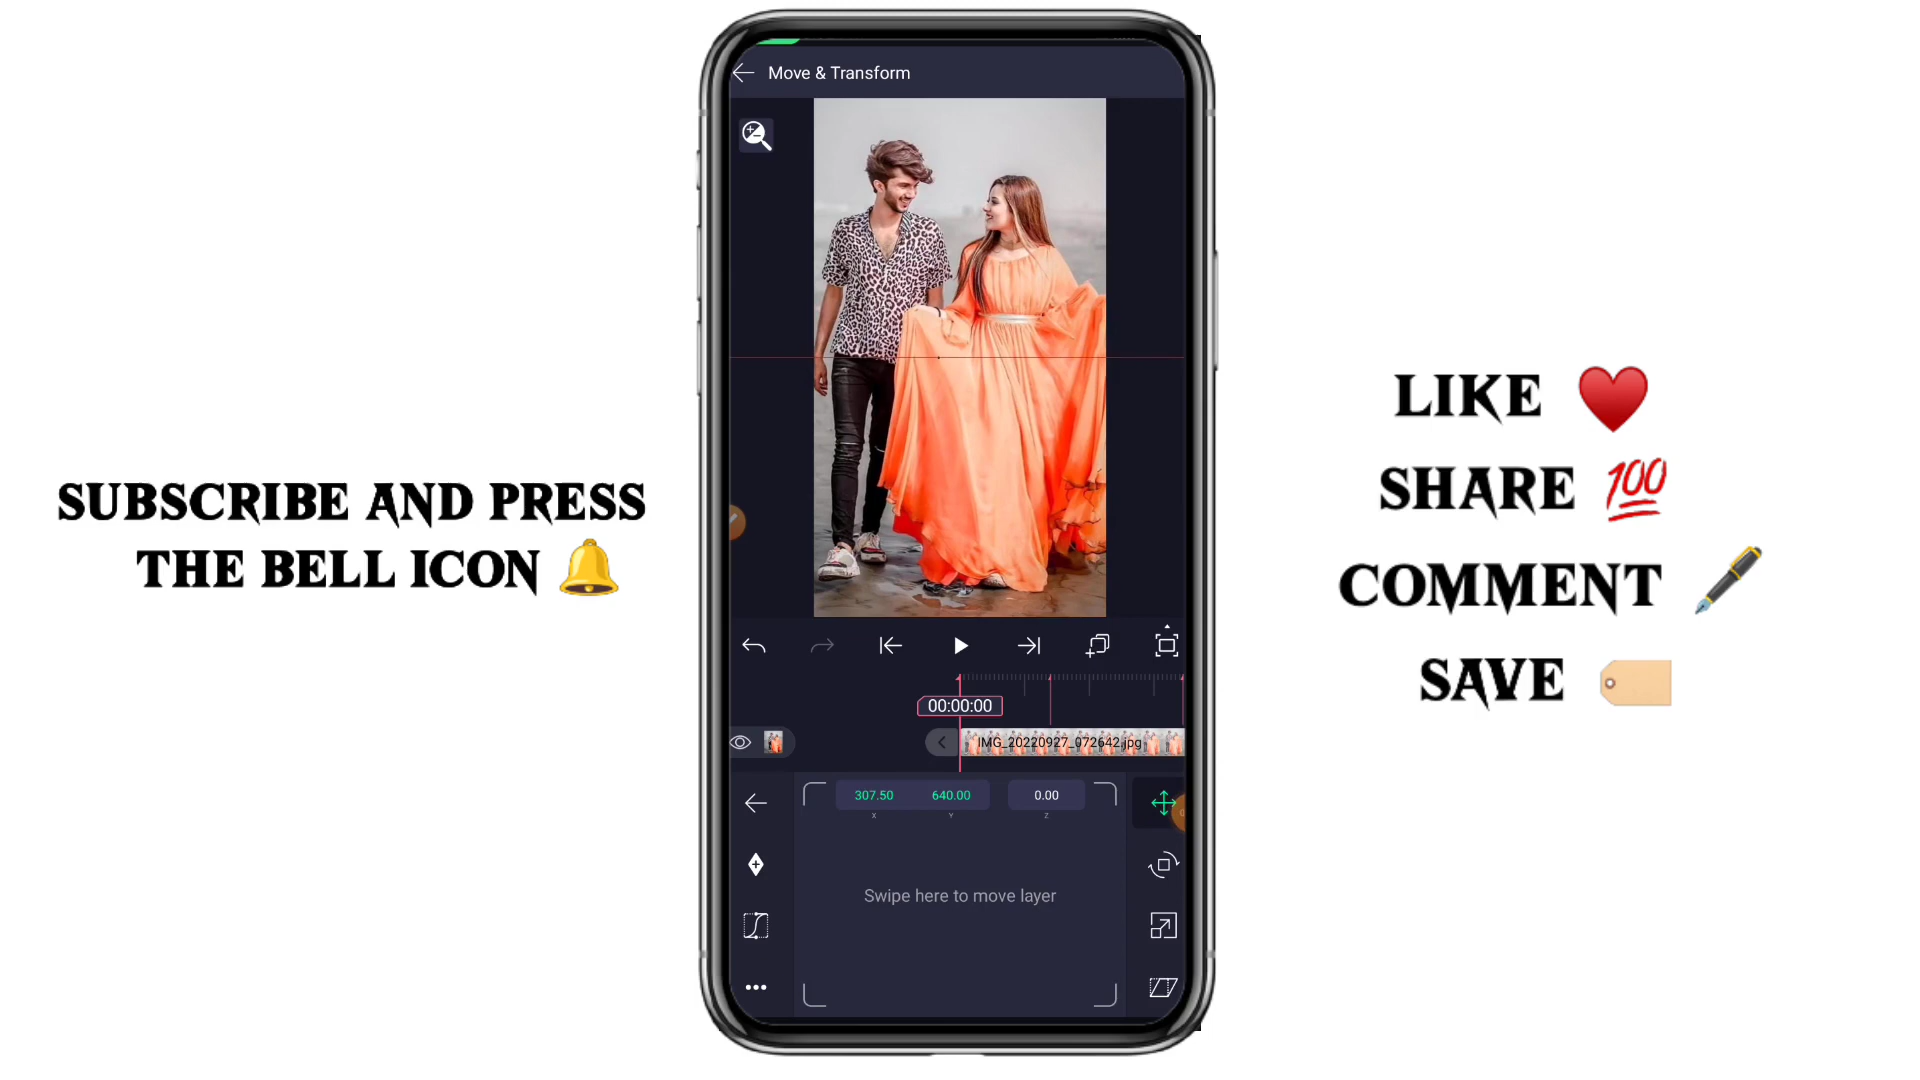 Move & Transform
SUBSCRIBE AND PRESS
THE BELL ICON
LIKE
SHARE 100
COMMENT
SAVE
00:00:00
IMG_20220927_072642.jpg
307.50 640.00 0.00
X Y Z
Swipe here to move layer